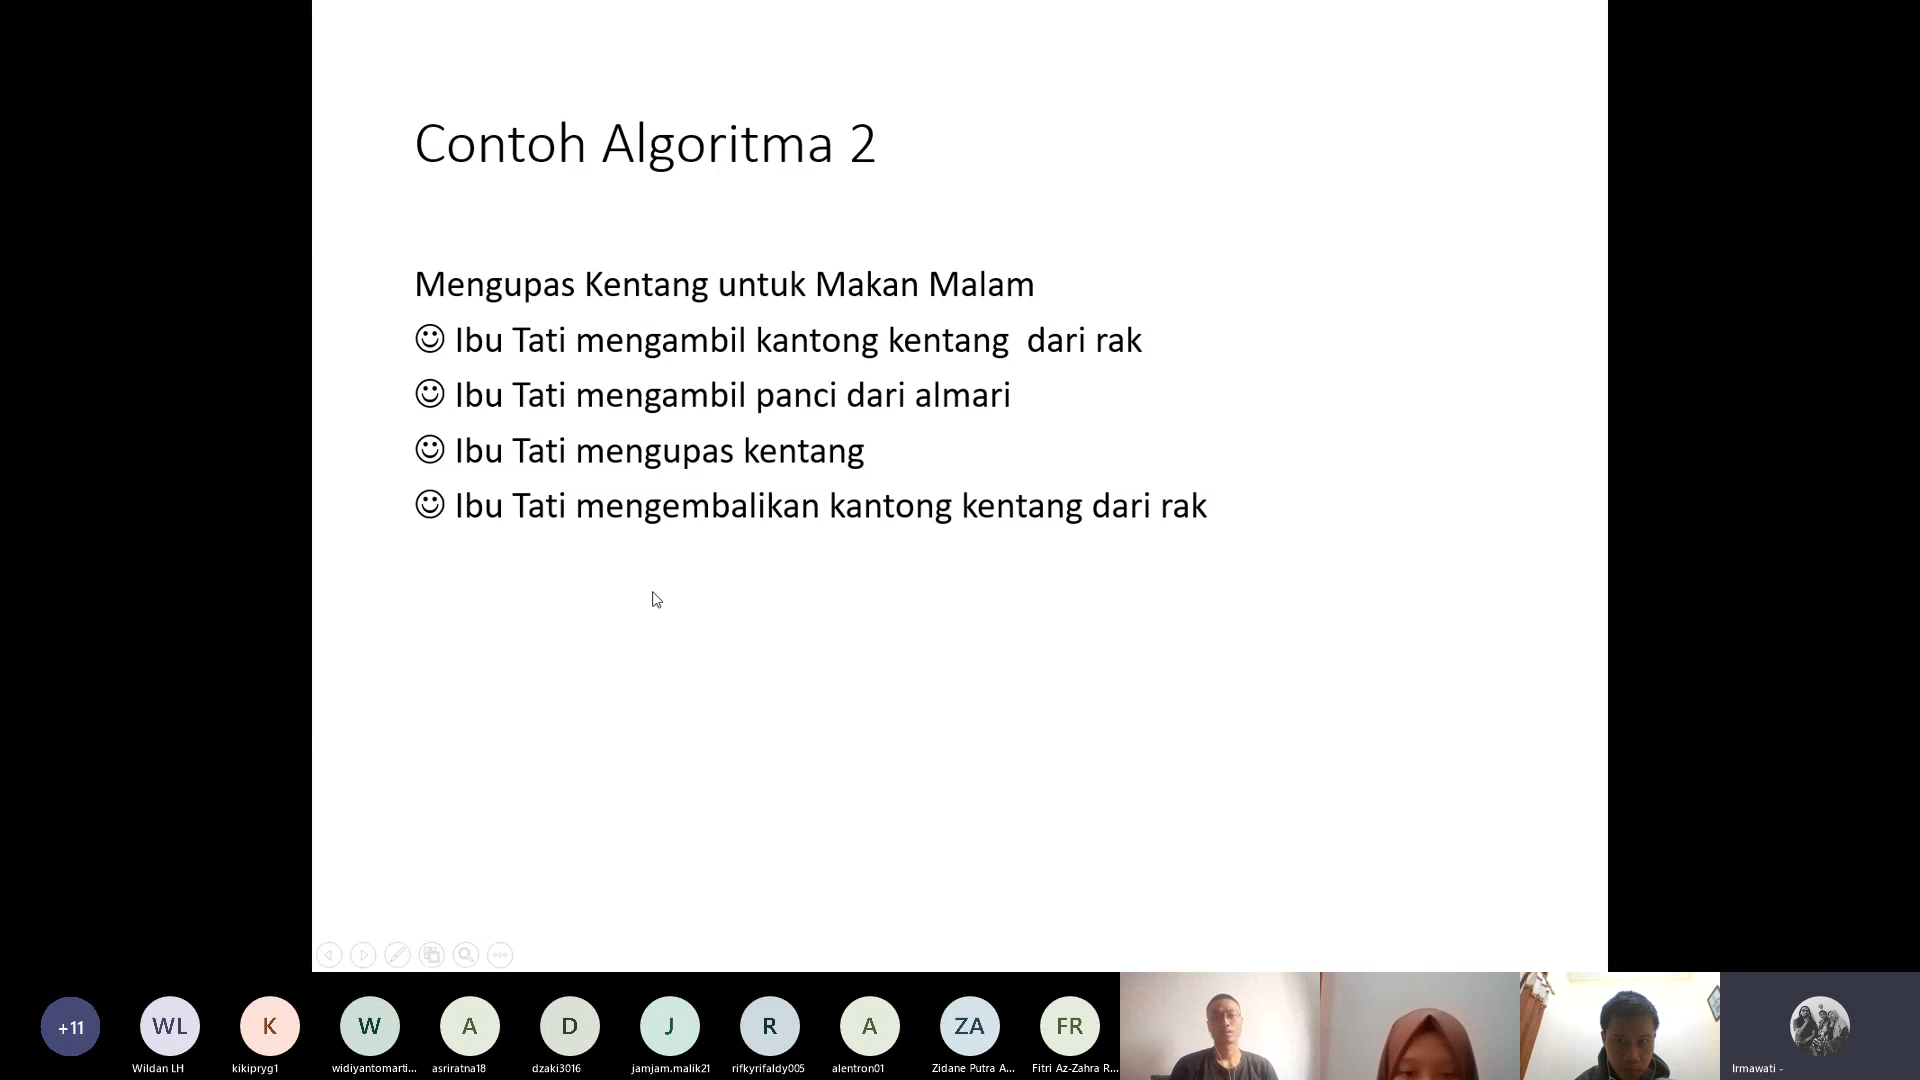 Contoh Algoritma 2
Mengupas Kentang untuk Makan Malam
Ibu Tati mengambil kantong kentang  dari rak
Ibu Tati mengambil panci dari almari
Ibu Tati mengupas kentang
Ibu Tati mengembalikan kantong kentang dari rak
+11
WL
K
W
A
D
J
R
A
ZA
FR
Wildan LH
kikipryg1
widiyantomarti...
asriratna18
dzaki3016
jamjam.malik21
rifkyrifaldy005
alentron01
Zidane Putra A...
Fitri Az-Zahra R...
Irmawati -